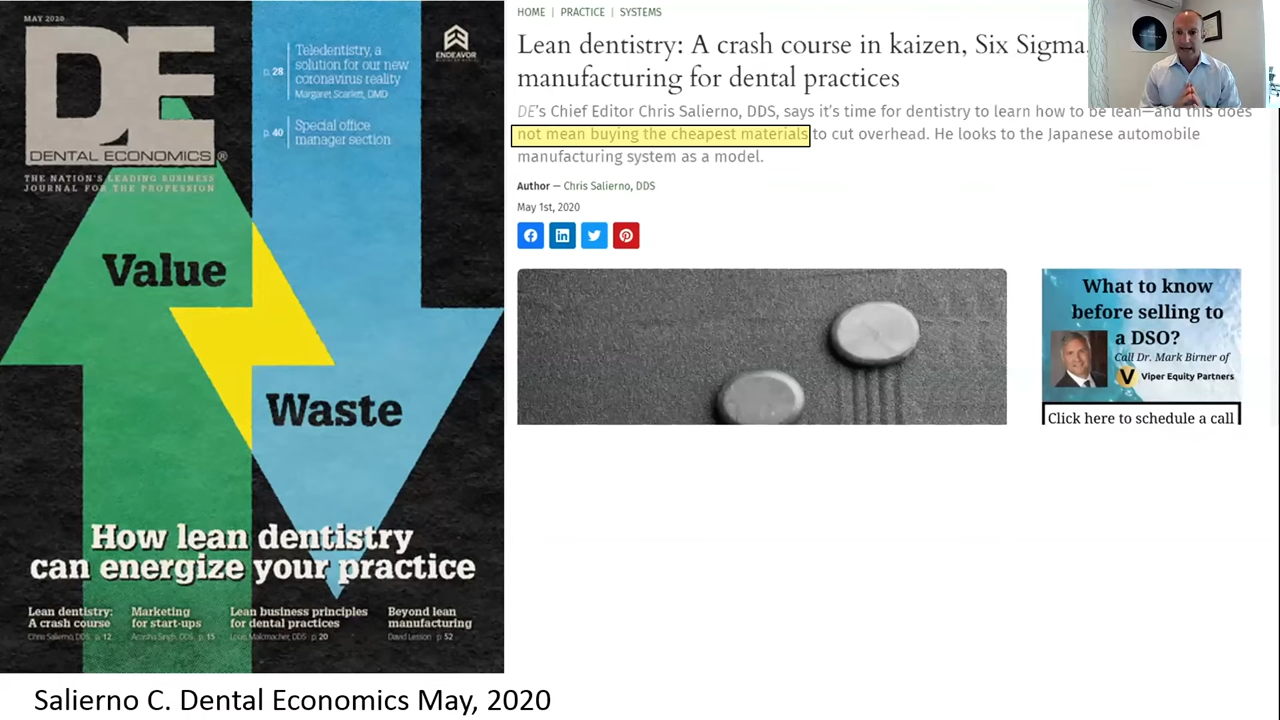 MAY 2020
DE
DENTAL ECONOMICS®
THE NATION'S LEADING BUSINESS
JOURNAL FOR THE PROFESSION
p. 28
Teledentistry, a
solution for our new
coronavirus reality
Margaret Scarlett, DMD
p. 40
Special office
manager section
ENDEAVOR
Value
Waste
How lean dentistry
can energize your practice
Lean dentistry:
A crash course
Chris Salierno, DDS p. 12
Marketing
for start-ups
p. 15
Lean business principles
for dental practices
Louis Malcmacher, DDS p. 20
Beyond lean
manufacturing
David p. 52
HOME | PRACTICE | SYSTEMS
Lean dentistry: A crash course in kaizen, Six Sigma
manufacturing for dental practices
DE's Chief Editor Chris Salierno, DDS, says it's time for dentistry to learn how to be lean—and this does
not mean buying the cheapest materials to cut overhead. He looks to the Japanese automobile
manufacturing system as a model.
Author — Chris Salierno, DDS
May 1st, 2020
What to know
before selling to
a DSO?
Call Dr. Mark Birner of
Viper Equity Partners
Click here to schedule a call
Salierno C. Dental Economics May, 2020